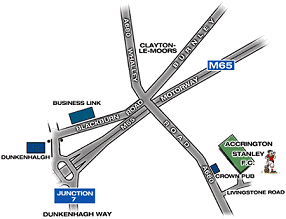 A680
WHALLEY
CLAYTON-
LE-MOORS
BURNLEY
M65
MOTORWAY
BUSINESS LINK
BLACKBURN ROAD
M65
ROAD
DUNKENHALGH
ACCRINGTON
STANLEY
F.C.
A680
CROWN PUB
LIVINGSTONE ROAD
JUNCTION
7
DUNKENHAGH WAY